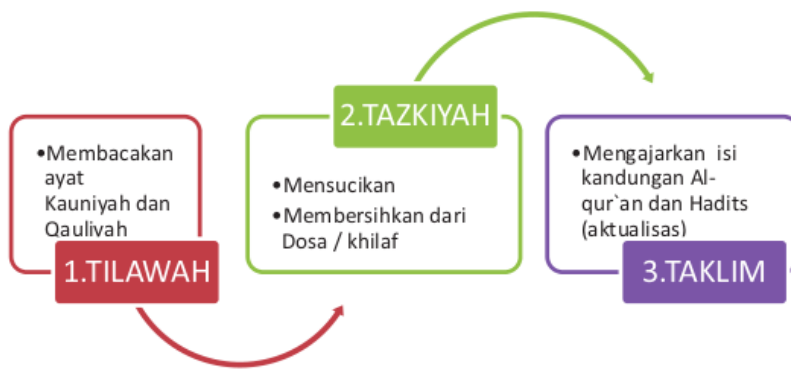 •Membacakan
ayat
Kauniyah dan
Qauliyah
1.TILAWAH
2.TAZKIYAH
•Mensucikan
•Membersihkan dari
Dosa / khilaf
•Mengajarkan isi
kandungan Al-
qur`an dan Hadits
(aktualisas)
3.TAKLIM